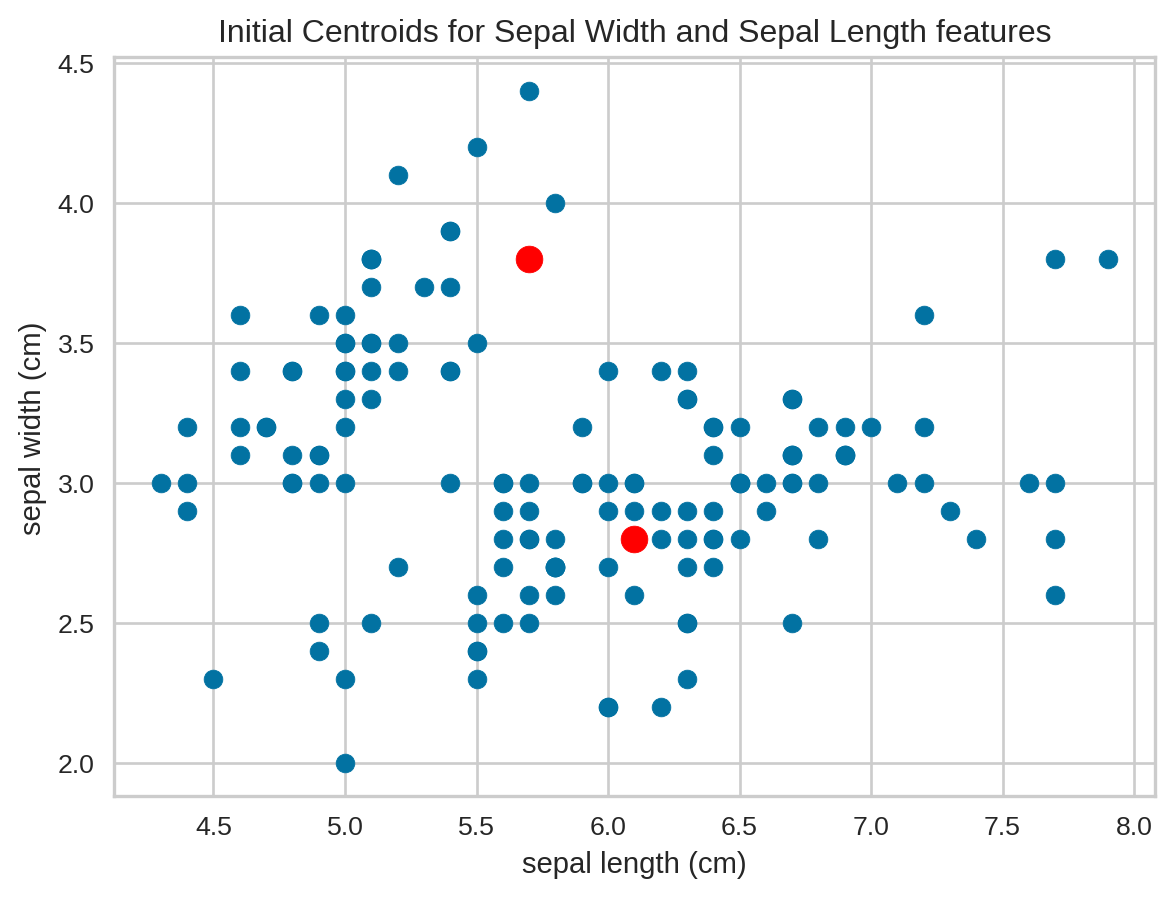 Initial Centroids for Sepal Width and Sepal Length features
4.5
4.0
3.5
3.0
2.5
2.0
sepal width (cm)
4.5 5.0 5.5 6.0 6.5 7.0 7.5 8.0
sepal length (cm)